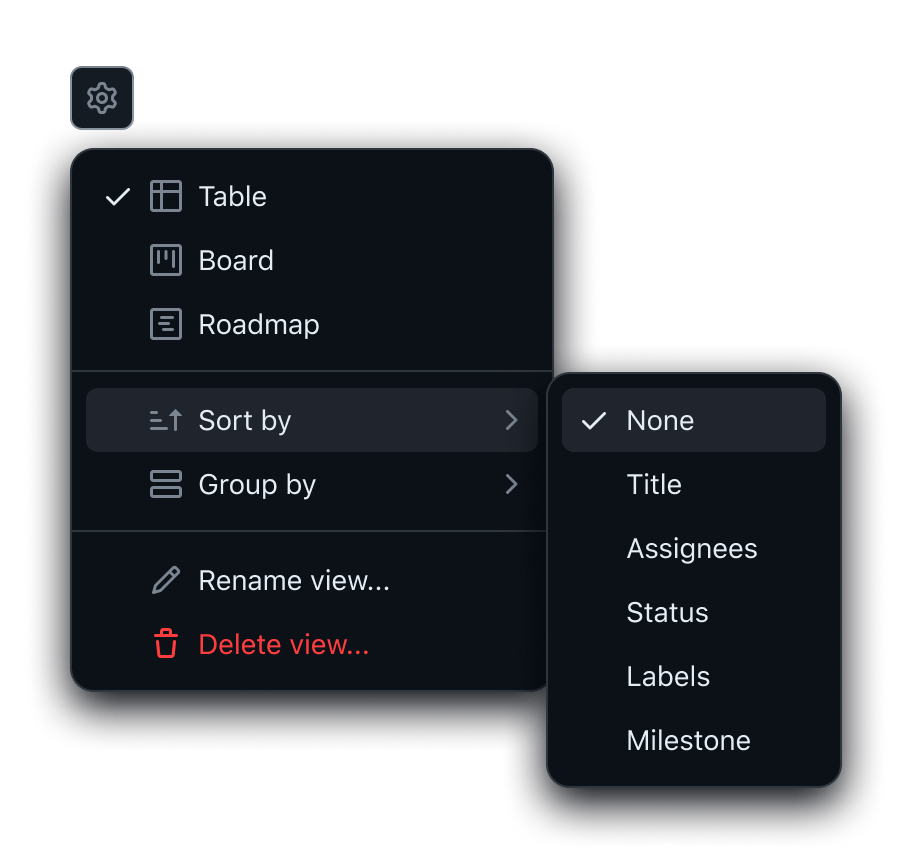 Table
Board
Roadmap
Sort by
Group by
Rename view...
Delete view...
None
Title
Assignees
Status
Labels
Milestone